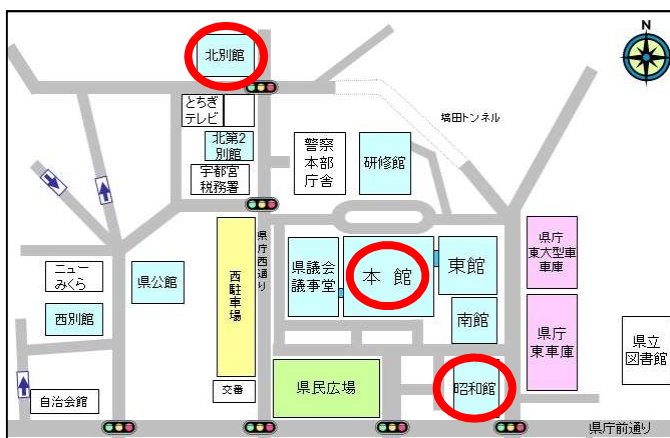 N
北別館
とちぎ
テレビ
北第2
別館
宇都宮
税務署
警察
本部
庁舎
研修館
塙田トンネル
県庁西通り
西駐車場
県議会
議事堂
本 館
東館
南館
県庁
東大型車
車庫
県庁
東車庫
県立
図書館
ニュー
みくら
県公館
西別館
自治会館
交番
県民広場
昭和館
県庁前通り